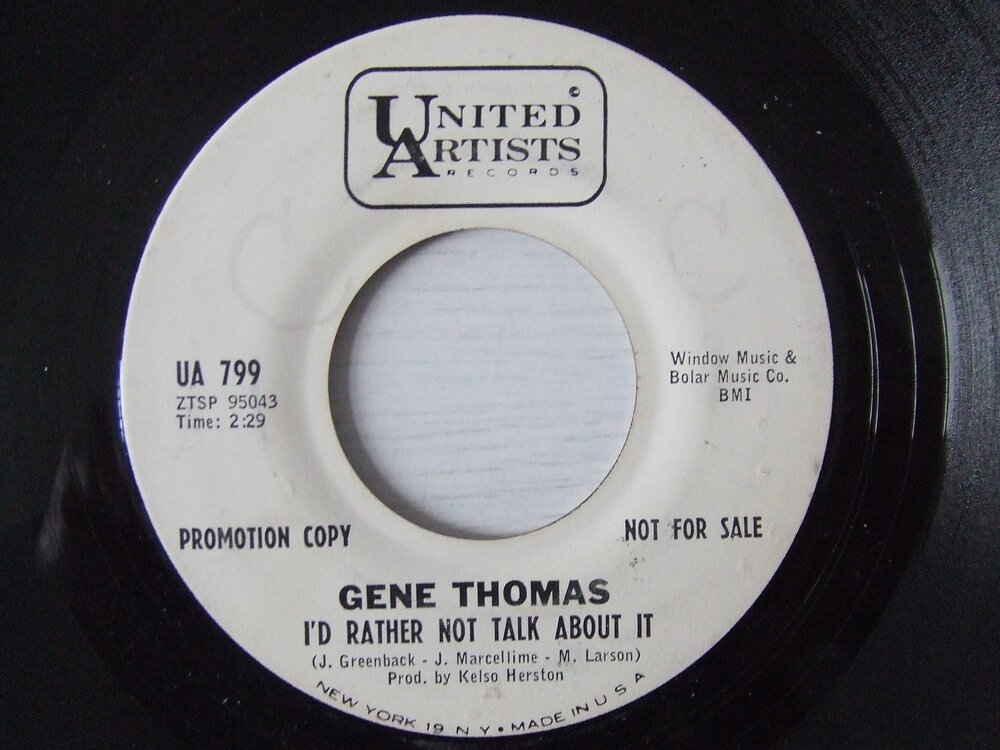 UNITED ©
ARTISTS
RECORDS
UA 799
ZTSP 95043
Time: 2:29
Window Music &
Bolar Music Co.
BMI
PROMOTION COPY
NOT FOR SALE
GENE THOMAS
I'D RATHER NOT TALK ABOUT IT
(J. Greenback - J. Marcellime - M. Larson)
Prod. by Kelso Herston
NEW YORK 19 N Y • MADE IN U S A